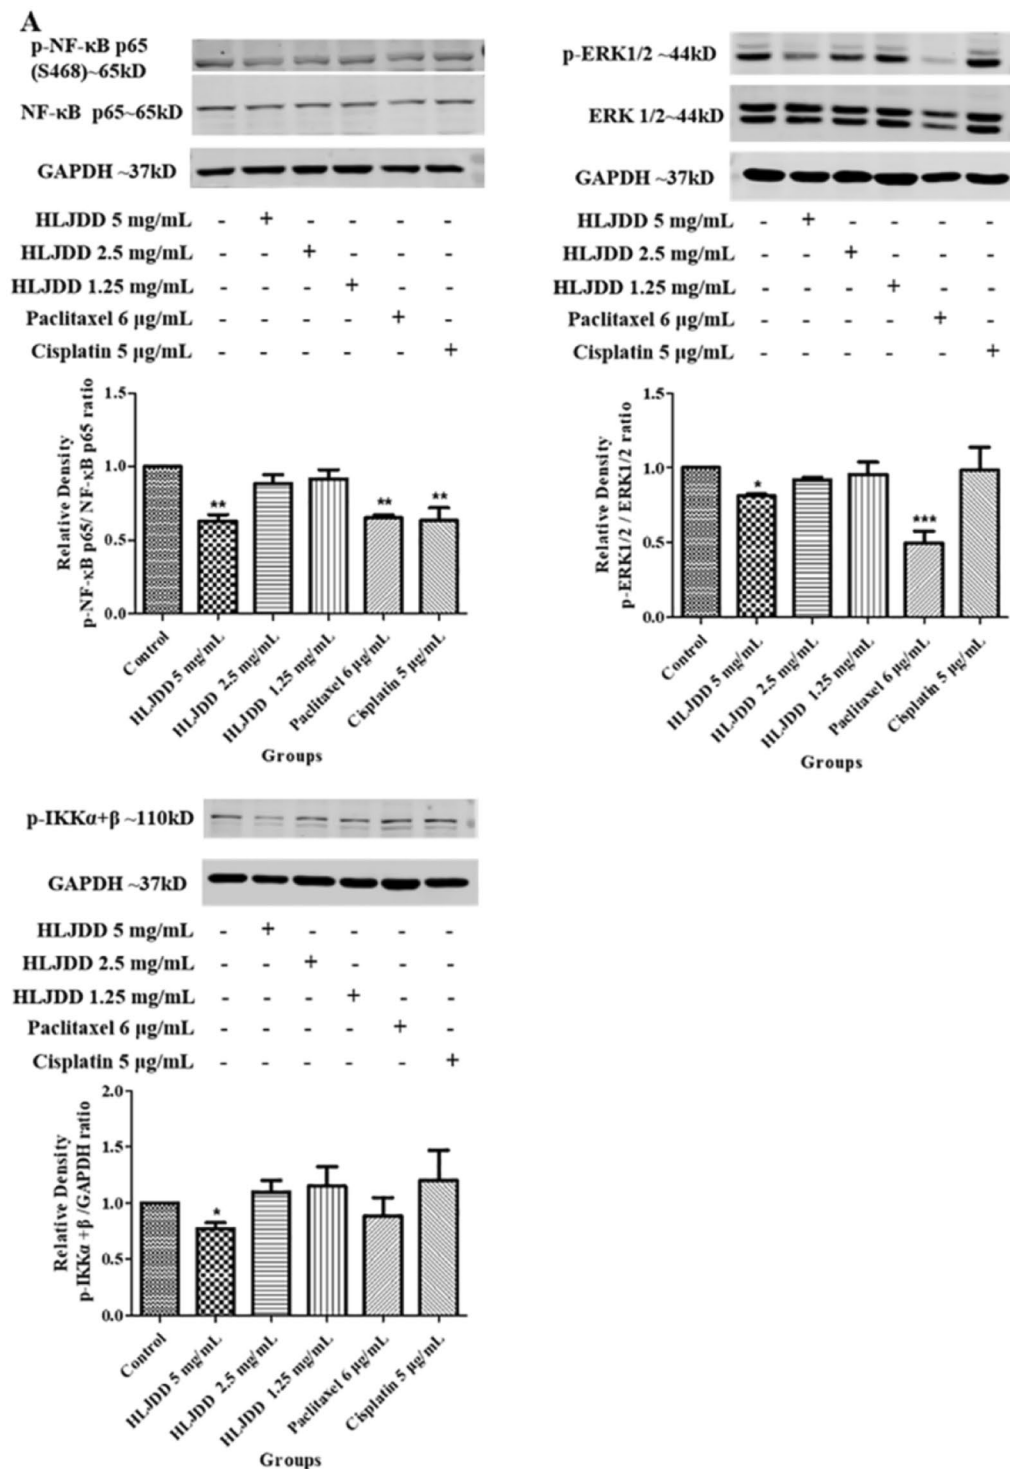 A
p-NF-κB p65
(S468)~65kD
NF-κB p65~65kD
GAPDH ~37kD
HLJDD 5 mg/mL - + - - - -
HLJDD 2.5 mg/mL - - + - - -
HLJDD 1.25 mg/mL - - - + - -
Paclitaxel 6 μg/mL - - - - + -
Cisplatin 5 μg/mL - - - - - +
Relative Density
p-NF-κB p65/ NF-κB p65 ratio
1.5
1.0
0.5
0.0
**
**
**
Control
HLJDD 5 mg/mL
HLJDD 2.5 mg/mL
HLJDD 1.25 mg/mL
Paclitaxel 6 μg/mL
Cisplatin 5 μg/mL
Groups
p-ERK1/2 ~44kD
ERK 1/2~44kD
GAPDH ~37kD
HLJDD 5 mg/mL - + - - - -
HLJDD 2.5 mg/mL - - + - - -
HLJDD 1.25 mg/mL - - - + - -
Paclitaxel 6 μg/mL - - - - + -
Cisplatin 5 μg/mL - - - - - +
Relative Density
p-ERK1/2 / ERK1/2 ratio
1.5
1.0
0.5
0.0
*
***
Control
HLJDD 5 mg/mL
HLJDD 2.5 mg/mL
HLJDD 1.25 mg/mL
Paclitaxel 6 μg/mL
Cisplatin 5 μg/mL
Groups
p-IKKα+β ~110kD
GAPDH ~37kD
HLJDD 5 mg/mL - + - - - -
HLJDD 2.5 mg/mL - - + - - -
HLJDD 1.25 mg/mL - - - + - -
Paclitaxel 6 μg/mL - - - - + -
Cisplatin 5 μg/mL - - - - - +
Relative Density
p-IKKα +β /GAPDH ratio
2.0
1.5
1.0
0.5
0.0
*
Control
HLJDD 5 mg/mL
HLJDD 2.5 mg/mL
HLJDD 1.25 mg/mL
Paclitaxel 6 μg/mL
Cisplatin 5 μg/mL
Groups